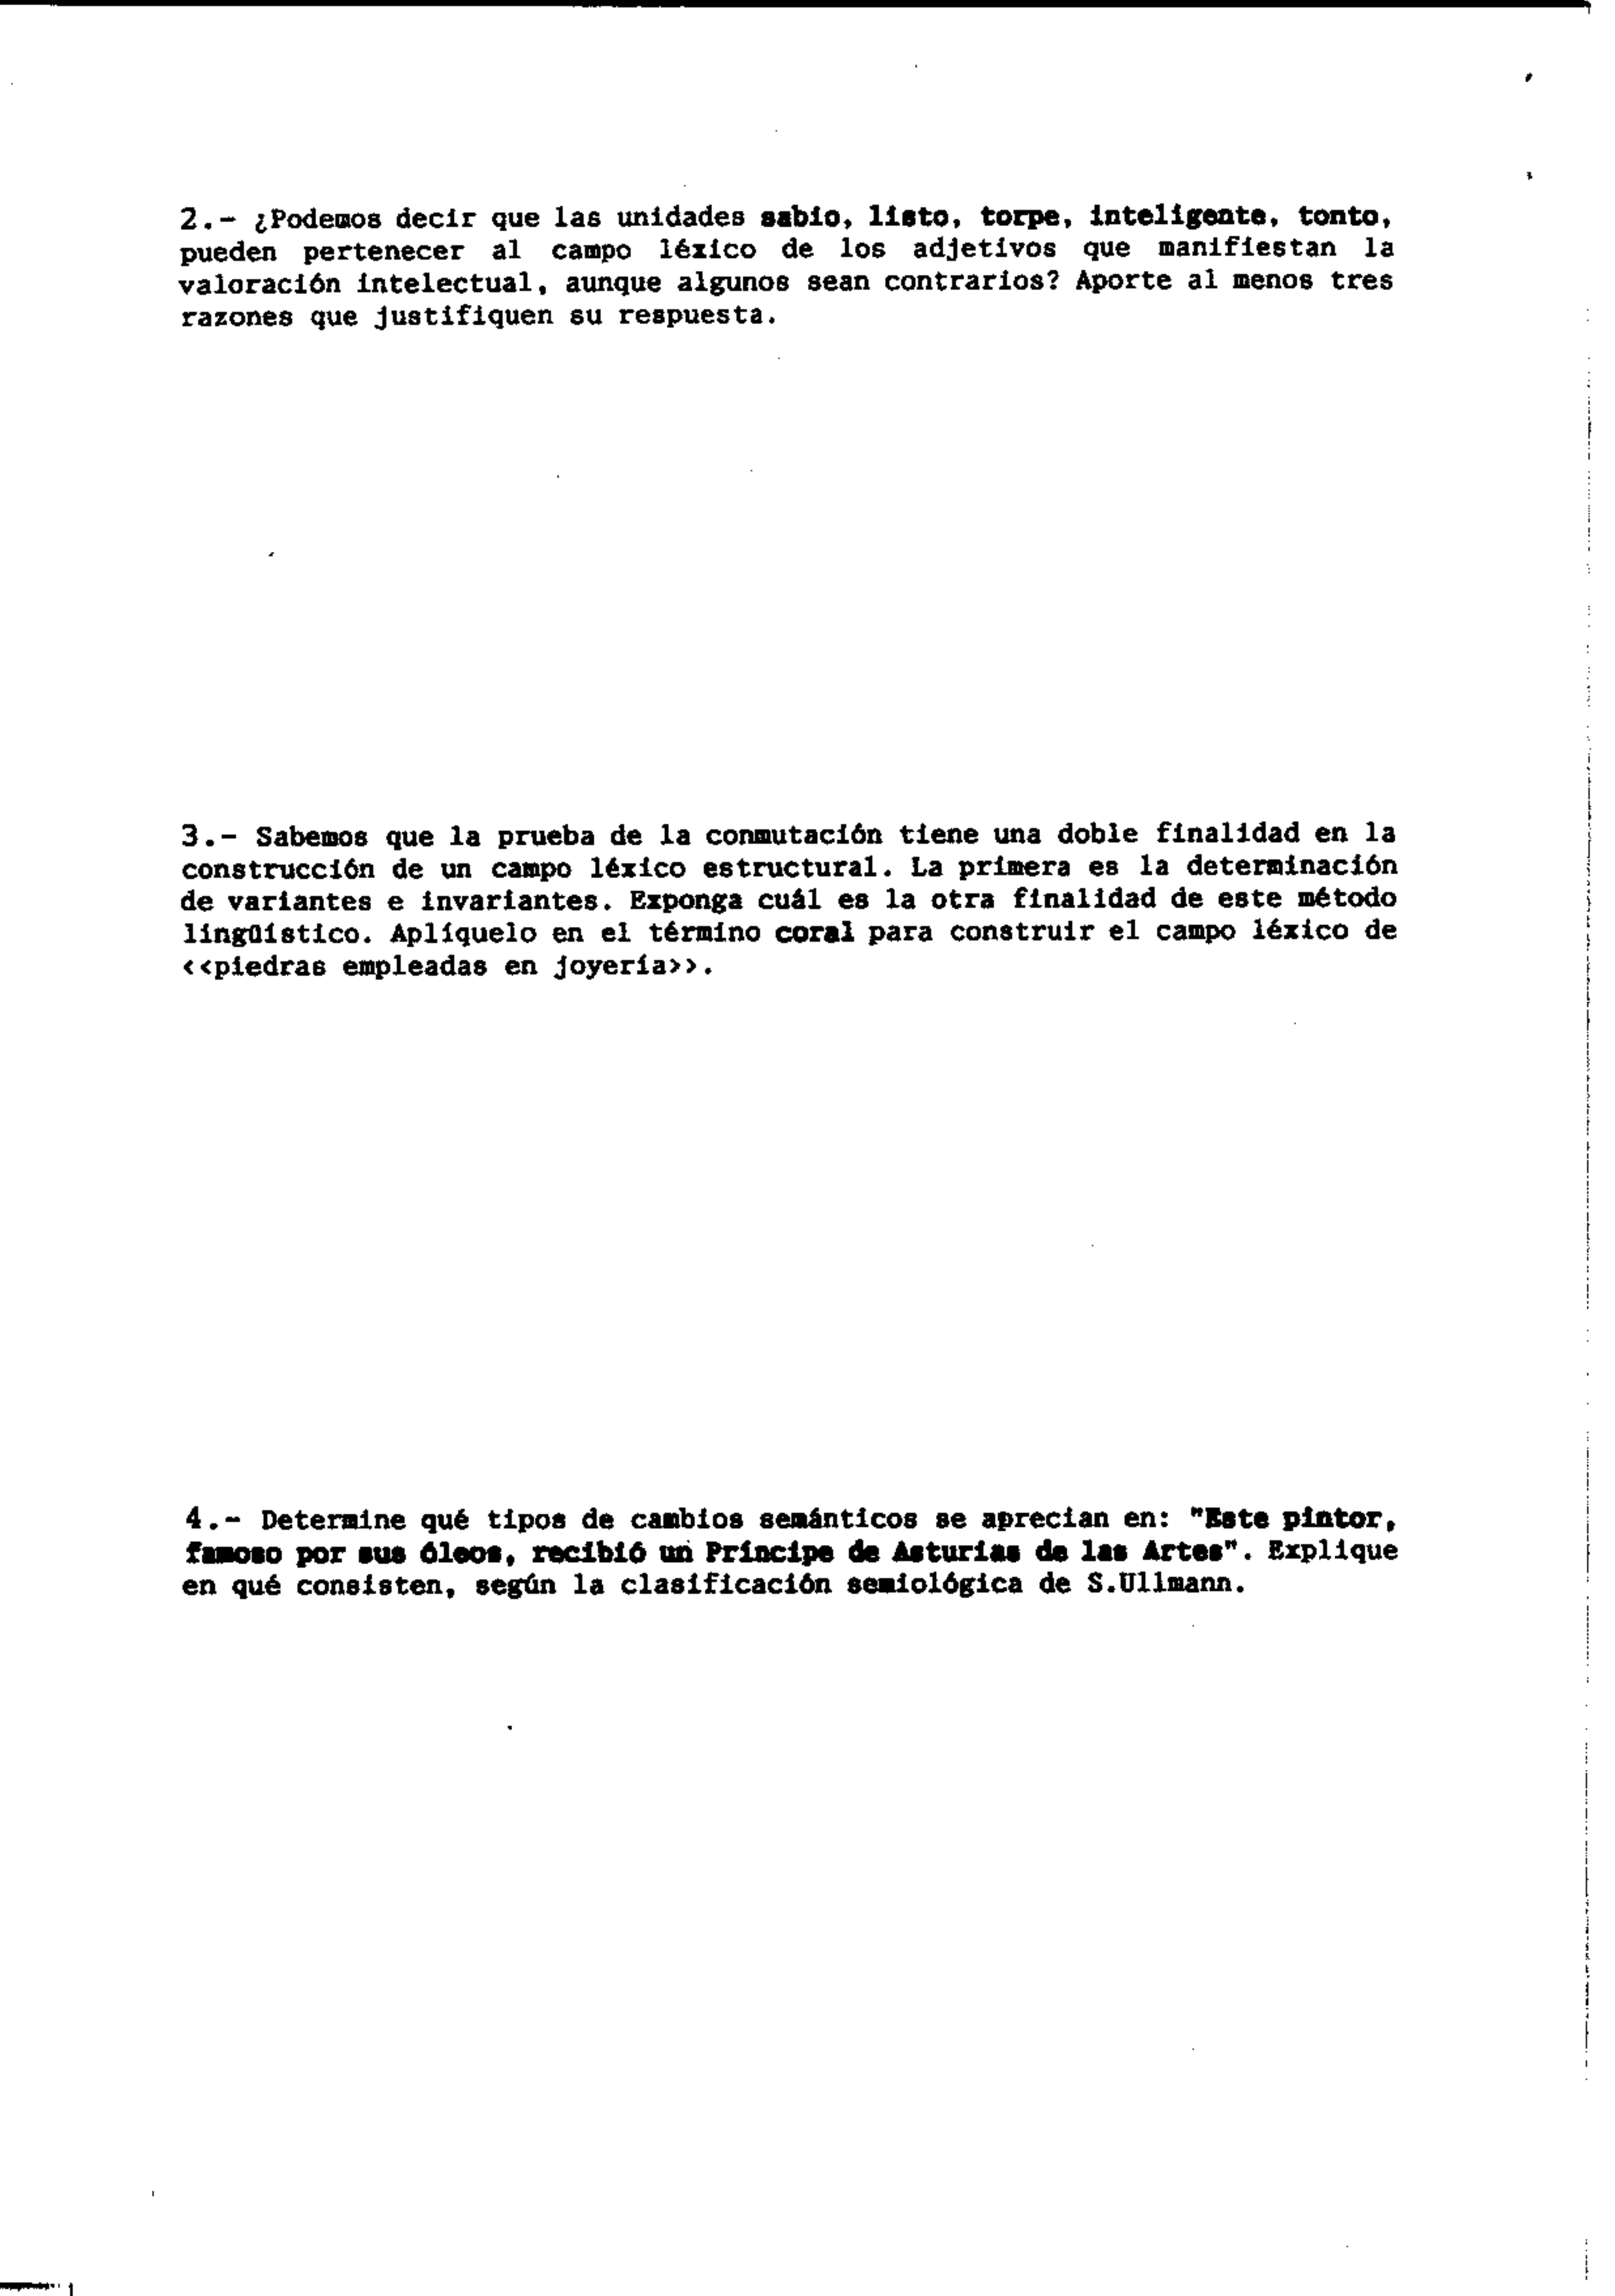 2.- ¿Podemos decir que las unidades sabio, listo, torpe, inteligente, tonto,
pueden pertenecer al campo léxico de los adjetivos que manifiestan la
valoración intelectual, aunque algunos sean contrarios? Aporte al menos tres
razones que justifiquen su respuesta.
3.- Sabemos que la prueba de la conmutación tiene una doble finalidad en la
construcción de un campo léxico estructural. La primera es la determinación
de variantes e invariantes. Exponga cuál es la otra finalidad de este método
lingüístico. Aplíquelo en el término coral para construir el campo léxico de
<<piedras empleadas en joyería>>.
4.- Determine qué tipos de cambios semánticos se aprecian en: "Este pintor,
famoso por sus óleos, recibió un Príncipe de Asturias de las Artes". Explique
en qué consisten, según la clasificación semiológica de S.Ullmann.